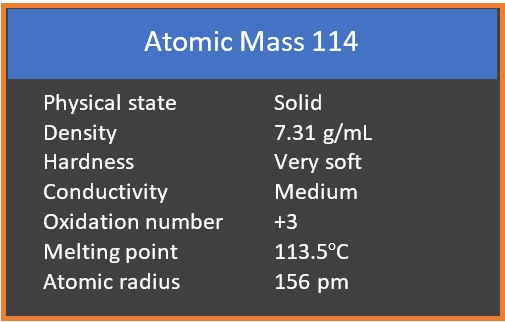 Atomic Mass 114
Physical state Solid
Density 7.31 g/mL
Hardness Very soft
Conductivity Medium
Oxidation number +3
Melting point 113.5°C
Atomic radius 156 pm